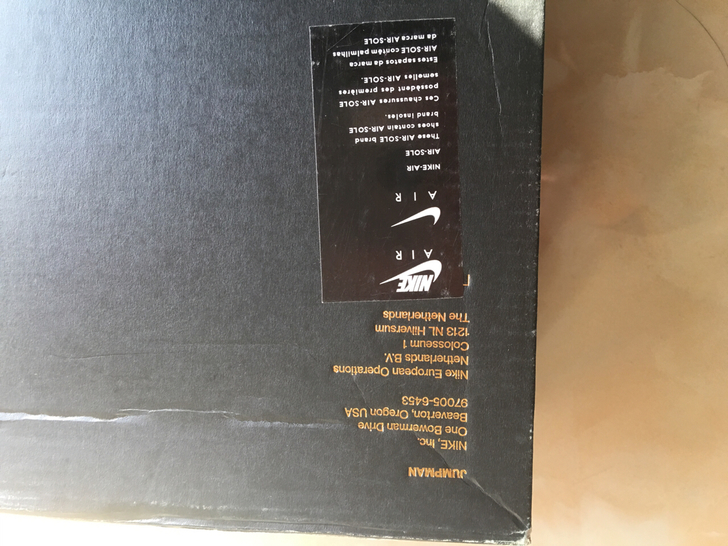 JUMPMAN
NIKE, Inc.
One Bowerman Drive
Beaverton, Oregon USA
97005-6453
Nike European Operations
Netherlands B.V.
Colosseum 1
1213 NL Hilversum
The Netherlands
NIKE
AIR
AIR
NIKE-AIR
AIR-SOLE
These AIR-SOLE brand
shoes contain AIR-SOLE
brand insoles.
Ces chaussures AIR-SOLE
possèdent des premières
semelles AIR-SOLE.
Estes sapatos da marca
AIR-SOLE contém palmilhas
da marca AIR-SOLE